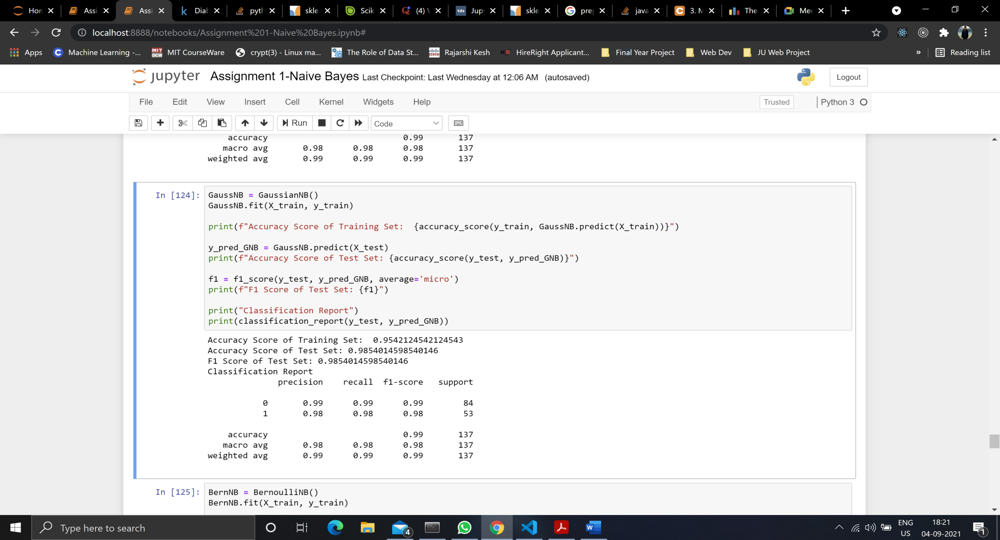 Hon
Assi
Assi
Dia
pyth
skle
Scik
(4)
tds
Jup
skle
pre
java
3. M
The
Mee
localhost:8888/notebooks/Assignment%201-Naive%20Bayes.ipynb#
Apps
Machine Learning -...
MIT OCW
MIT CourseWare
crypt(3) - Linux ma...
The Role of Data St...
CISCO
Rajarshi Kesh
HR
HireRight Applicant...
Final Year Project
Web Dev
JU Web Project
»
Reading list
jupyter
Assignment 1-Naive Bayes Last Checkpoint: Last Wednesday at 12:06 AM (autosaved)
Logout
File Edit View Insert Cell Kernel Widgets Help
Trusted
Python 3
Run
Code
accuracy 0.99 137
macro avg 0.98 0.98 0.98 137
weighted avg 0.99 0.99 0.99 137
In [124]:
GaussNB = GaussianNB()
GaussNB.fit(X_train, y_train)
print(f"Accuracy Score of Training Set:  {accuracy_score(y_train, GaussNB.predict(X_train))}")
y_pred_GNB = GaussNB.predict(X_test)
print(f"Accuracy Score of Test Set: {accuracy_score(y_test, y_pred_GNB)}")
f1 = f1_score(y_test, y_pred_GNB, average='micro')
print(f"F1 Score of Test Set: {f1}")
print("Classification Report")
print(classification_report(y_test, y_pred_GNB))
Accuracy Score of Training Set:  0.9542124542124543
Accuracy Score of Test Set: 0.9854014598540146
F1 Score of Test Set: 0.9854014598540146
Classification Report
precision recall f1-score support
0 0.99 0.99 0.99 84
1 0.98 0.98 0.98 53
accuracy 0.99 137
macro avg 0.98 0.98 0.98 137
weighted avg 0.99 0.99 0.99 137
In [125]:
BernNB = BernoulliNB()
BernNB.fit(X_train, y_train)
Type here to search
4
ENG
US
18:21
04-09-2021
1